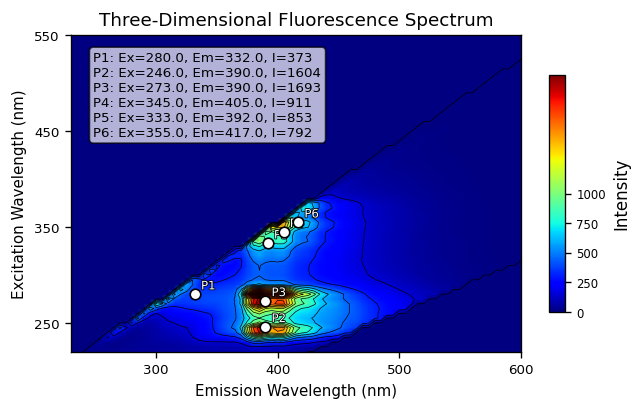 Three-Dimensional Fluorescence Spectrum
P1: Ex=280.0, Em=332.0, I=373
P2: Ex=246.0, Em=390.0, I=1604
P3: Ex=273.0, Em=390.0, I=1693
P4: Ex=345.0, Em=405.0, I=911
P5: Ex=333.0, Em=392.0, I=853
P6: Ex=355.0, Em=417.0, I=792
550
450
350
250
Excitation Wavelength (nm)
P6
P1
P3
P2
300
400
500
600
Emission Wavelength (nm)
1000
750
500
250
0
Intensity